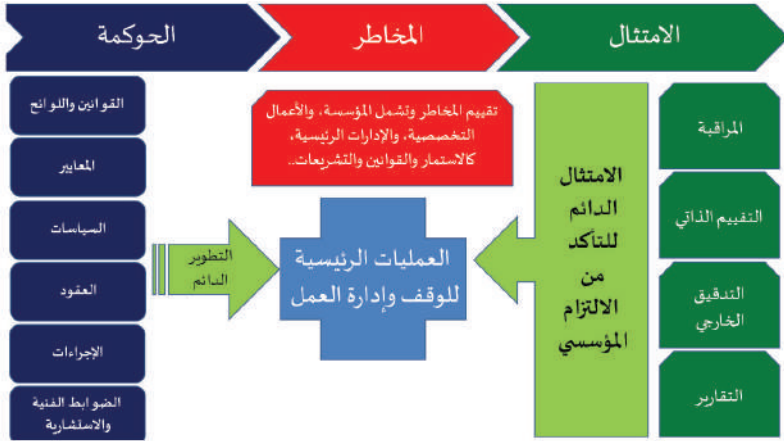 الحوكمة
المخاطر
الامتثال
القوانين واللوائح
المعايير
السياسات
العقود
الإجراءات
الضوابط الفنية
والاستشارية
التطوير
الدائم
تقييم المخاطر وتشمل المؤسسة، والأعمال
التخصصية، والإدارات الرئيسية،
كالاستمار والقوانين والتشريعات..
العمليات الرئيسية
للوقف وإدارة العمل
الامتثال
الدائم
للتأكد
من
الالتزام
المؤسسي
المراقبة
التقييم الذاتي
التدقيق
الخارجي
التقارير